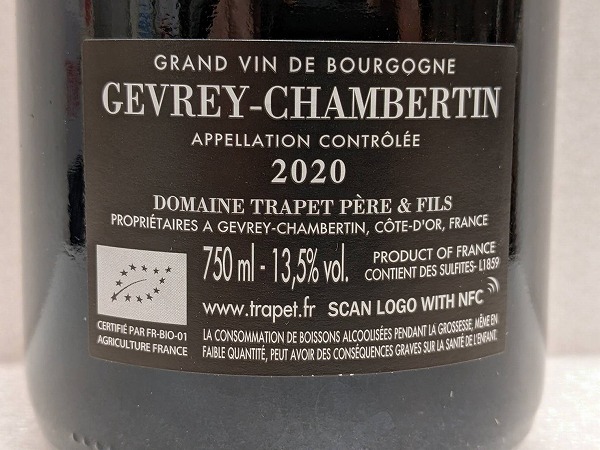 GRAND VIN DE BOURGOGNE
GEVREY-CHAMBERTIN
APPELLATION CONTRÔLÉE
2020
DOMAINE TRAPET PÈRE & FILS
PROPRIÉTAIRES A GEVREY-CHAMBERTIN, CÔTE-D'OR, FRANCE
750 ml - 13,5% vol.
PRODUCT OF FRANCE
CONTIENT DES SULFITES- L1859
www.trapet.fr SCAN LOGO WITH NFC
CERTIFIÉ PAR FR-BIO-01
AGRICULTURE FRANCE
LA CONSOMMATION DE BOISSONS ALCOOLISÉES PENDANT LA GROSSESSE, MÊME EN
FAIBLE QUANTITÉ, PEUT AVOIR DES CONSÉQUENCES GRAVES SUR LA SANTÉ DE L'ENFANT.